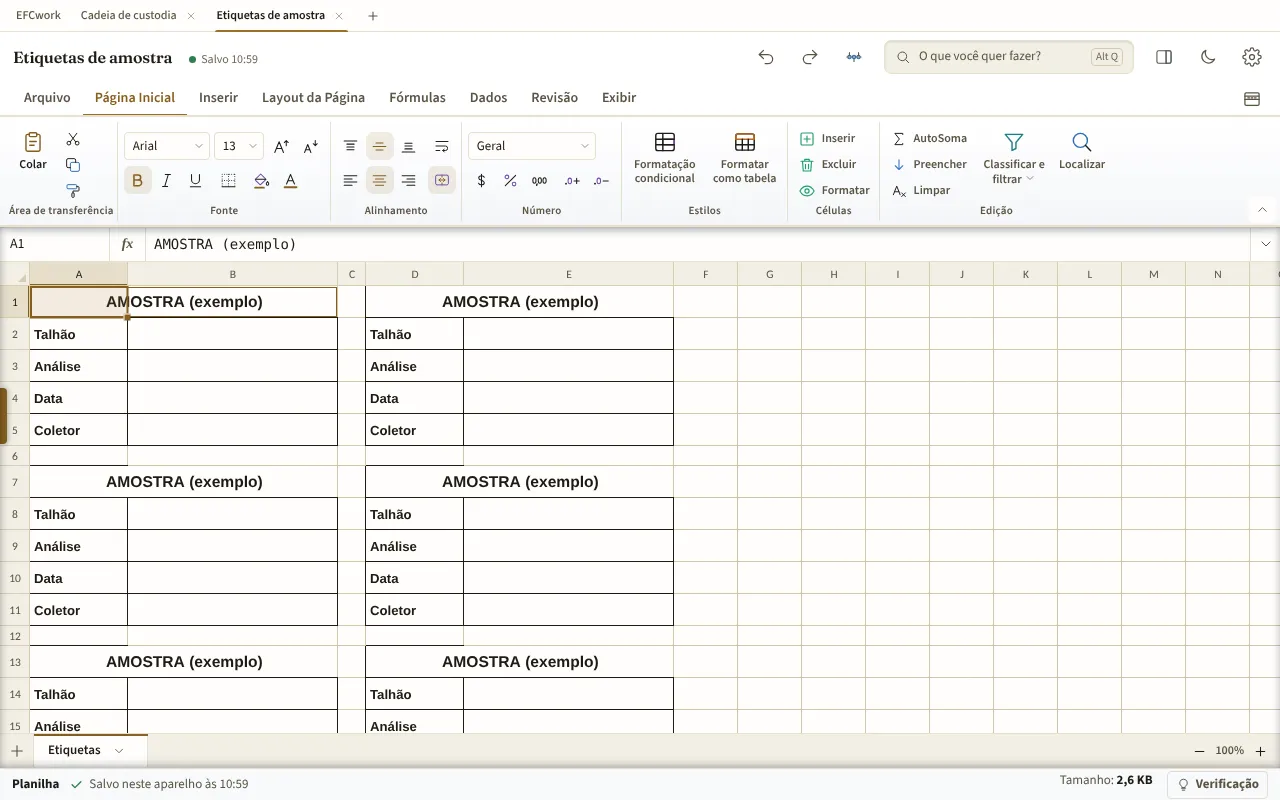 EFCwork Cadeia de custodia Etiquetas de amostra
Etiquetas de amostra Salvo 10:59 O que você quer fazer? Alt Q
Arquivo Página Inicial Inserir Layout da Página Fórmulas Dados Revisão Exibir
Colar
Área de transferência
Arial 13
B I U A
Fonte
Alinhamento
Geral
$ % 000 .0+ .0−
Número
Formatação condicional
Formatar como tabela
Estilos
Inserir
Excluir
Formatar
Células
AutoSoma
Preencher
Limpar
Classificar e filtrar
Localizar
Edição
A1 fx AMOSTRA (exemplo)
A B C D E F G H I J K L M N
1 AMOSTRA (exemplo) AMOSTRA (exemplo)
2 Talhão Talhão
3 Análise Análise
4 Data Data
5 Coletor Coletor
6
7 AMOSTRA (exemplo) AMOSTRA (exemplo)
8 Talhão Talhão
9 Análise Análise
10 Data Data
11 Coletor Coletor
12
13 AMOSTRA (exemplo) AMOSTRA (exemplo)
14 Talhão Talhão
15 Análise Análise
Etiquetas 100%
Planilha Salvo neste aparelho às 10:59 Tamanho: 2,6 KB Verificação